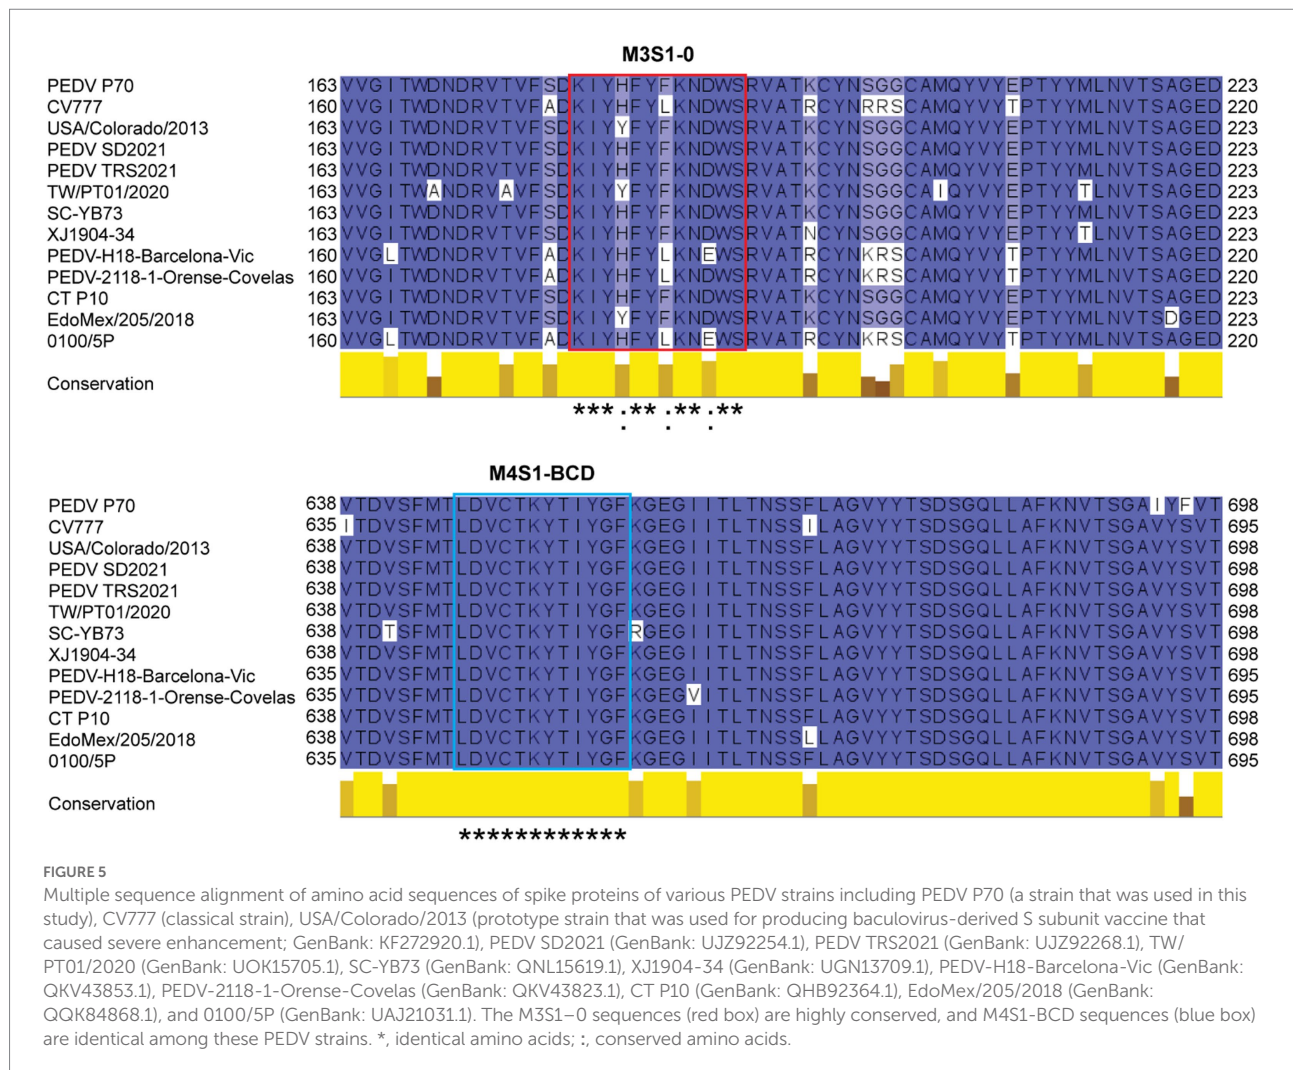 M3S1-0
PEDV P70 163 VVGITWDNDRVTVFSDKIYHFYFKNDWSRVATKCYNSGGCAMQYVYEPTYYMLNVTSAGED 223
CV777 160 VVGITWDNDRVTVFADKIYHFYLKNDWSRVATRCYNRRSCAMQYVYTPTYYMLNVTSAGED 220
USA/Colorado/2013 163 VVGITWDNDRVTVFSDKIYYFYFKNDWSRVATKCYNSGGCAMQYVYEPTYYMLNVTSAGED 223
PEDV SD2021 163 VVGITWDNDRVTVFSDKIYHFYFKNDWSRVATKCYNSGGCAMQYVYEPTYYMLNVTSAGED 223
PEDV TRS2021 163 VVGITWDNDRVTVFSDKIYHFYFKNDWSRVATKCYNSGGCAMQYVYEPTYYMLNVTSAGED 223
TW/PT01/2020 163 VVGITWANDRVAVFSDKIYYFYFKNDWSRVATKCYNSGGCAIQYVYEPTYYTLNVTSAGED 223
SC-YB73 163 VVGITWDNDRVTVFSDKIYHFYFKNDWSRVATKCYNSGGCAMQYVYEPTYYMLNVTSAGED 223
XJ1904-34 163 VVGITWDNDRVTVFSDKIYHFYFKNDWSRVATNCYNSGGCAMQYVYEPTYYTLNVTSAGED 223
PEDV-H18-Barcelona-Vic 160 VVGLTWDNDRVTVFADKIYHFYLKNEWSRVATRCYNKRSCAMQYVYTPTYYMLNVTSAGED 220
PEDV-2118-1-Orense-Covelas 160 VVGITWDNDRVTVFADKIYHFYLKNDWSRVATRCYNKRSCAMQYVYTPTYYMLNVTSAGED 220
CT P10 163 VVGITWDNDRVTVFSDKIYHFYFKNDWSRVATKCYNSGGCAMQYVYEPTYYMLNVTSAGED 223
EdoMex/205/2018 163 VVGITWDNDRVTVFSDKIYYFYFKNDWSRVATKCYNSGGCAMQYVYEPTYYMLNVTSDGED 223
0100/5P 160 VVGLTWDNDRVTVFADKIYHFYLKNEWSRVATRCYNKRSCAMQYVYTPTYYMLNVTSAGED 220
Conservation
***:**:**:**
M4S1-BCD
PEDV P70 638 VTDVSFMTLDVCTKYTIYGFKGEGIITLTNSSFLAGVYYTSDSGQLLAFKNVTSGAIYFVT 698
CV777 635 ITDVSFMTLDVCTKYTIYGFKGEGIITLTNSSILAGVYYTSDSGQLLAFKNVTSGAVYSVT 695
USA/Colorado/2013 638 VTDVSFMTLDVCTKYTIYGFKGEGIITLTNSSFLAGVYYTSDSGQLLAFKNVTSGAVYSVT 698
PEDV SD2021 638 VTDVSFMTLDVCTKYTIYGFKGEGIITLTNSSFLAGVYYTSDSGQLLAFKNVTSGAVYSVT 698
PEDV TRS2021 638 VTDVSFMTLDVCTKYTIYGFKGEGIITLTNSSFLAGVYYTSDSGQLLAFKNVTSGAVYSVT 698
TW/PT01/2020 638 VTDVSFMTLDVCTKYTIYGFKGEGIITLTNSSFLAGVYYTSDSGQLLAFKNVTSGAVYSVT 698
SC-YB73 638 VTDTSFMTLDVCTKYTIYGFRGEGIITLTNSSFLAGVYYTSDSGQLLAFKNVTSGAVYSVT 698
XJ1904-34 638 VTDVSFMTLDVCTKYTIYGFKGEGIITLTNSSFLAGVYYTSDSGQLLAFKNVTSGAVYSVT 698
PEDV-H18-Barcelona-Vic 635 VTDVSFMTLDVCTKYTIYGFKGEGIITLTNSSFLAGVYYTSDSGQLLAFKNVTSGAVYSVT 695
PEDV-2118-1-Orense-Covelas 635 VTDVSFMTLDVCTKYTIYGFKGEGVITLTNSSFLAGVYYTSDSGQLLAFKNVTSGAVYSVT 695
CT P10 638 VTDVSFMTLDVCTKYTIYGFKGEGIITLTNSSFLAGVYYTSDSGQLLAFKNVTSGAVYSVT 698
EdoMex/205/2018 638 VTDVSFMTLDVCTKYTIYGFKGEGIITLTNSSLLAGVYYTSDSGQLLAFKNVTSGAVYSVT 698
0100/5P 635 VTDVSFMTLDVCTKYTIYGFKGEGIITLTNSSFLAGVYYTSDSGQLLAFKNVTSGAVYSVT 695
Conservation
************
FIGURE 5
Multiple sequence alignment of amino acid sequences of spike proteins of various PEDV strains including PEDV P70 (a strain that was used in this
study), CV777 (classical strain), USA/Colorado/2013 (prototype strain that was used for producing baculovirus-derived S subunit vaccine that
caused severe enhancement; GenBank: KF272920.1), PEDV SD2021 (GenBank: UJZ92254.1), PEDV TRS2021 (GenBank: UJZ92268.1), TW/
PT01/2020 (GenBank: UOK15705.1), SC-YB73 (GenBank: QNL15619.1), XJ1904-34 (GenBank: UGN13709.1), PEDV-H18-Barcelona-Vic (GenBank:
QKV43853.1), PEDV-2118-1-Orense-Covelas (GenBank: QKV43823.1), CT P10 (GenBank: QHB92364.1), EdoMex/205/2018 (GenBank:
QQK84868.1), and 0100/5P (GenBank: UAJ21031.1). The M3S1–0 sequences (red box) are highly conserved, and M4S1-BCD sequences (blue box)
are identical among these PEDV strains. *, identical amino acids; :, conserved amino acids.